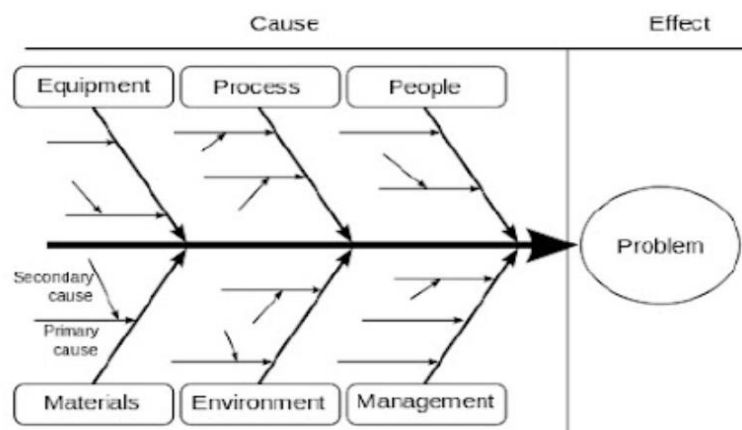 Cause
Effect
Equipment
Process
People
Problem
Secondary
cause
Primary
cause
Materials
Environment
Management